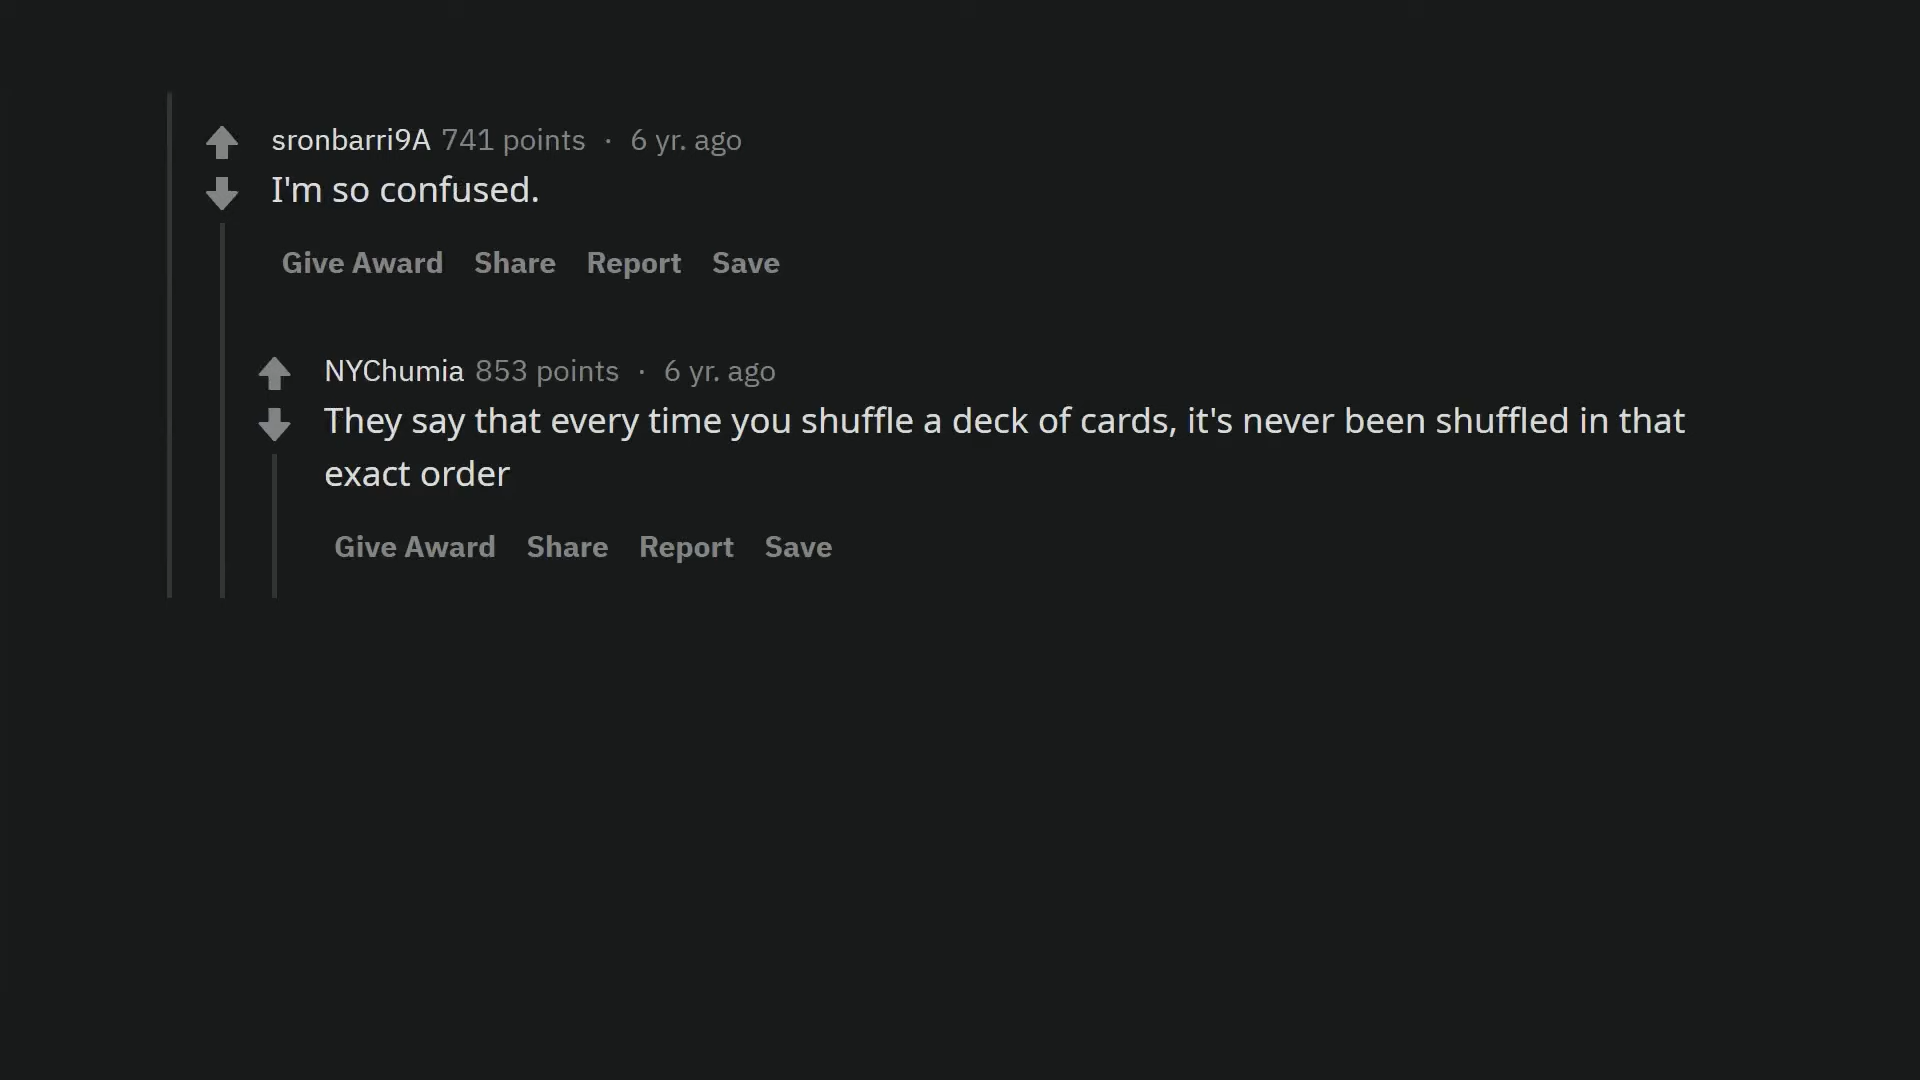 sronbarri9A 741 points · 6 yr. ago
I'm so confused.
Give Award Share Report Save
NYChumia 853 points · 6 yr. ago
They say that every time you shuffle a deck of cards, it's never been shuffled in that
exact order
Give Award Share Report Save